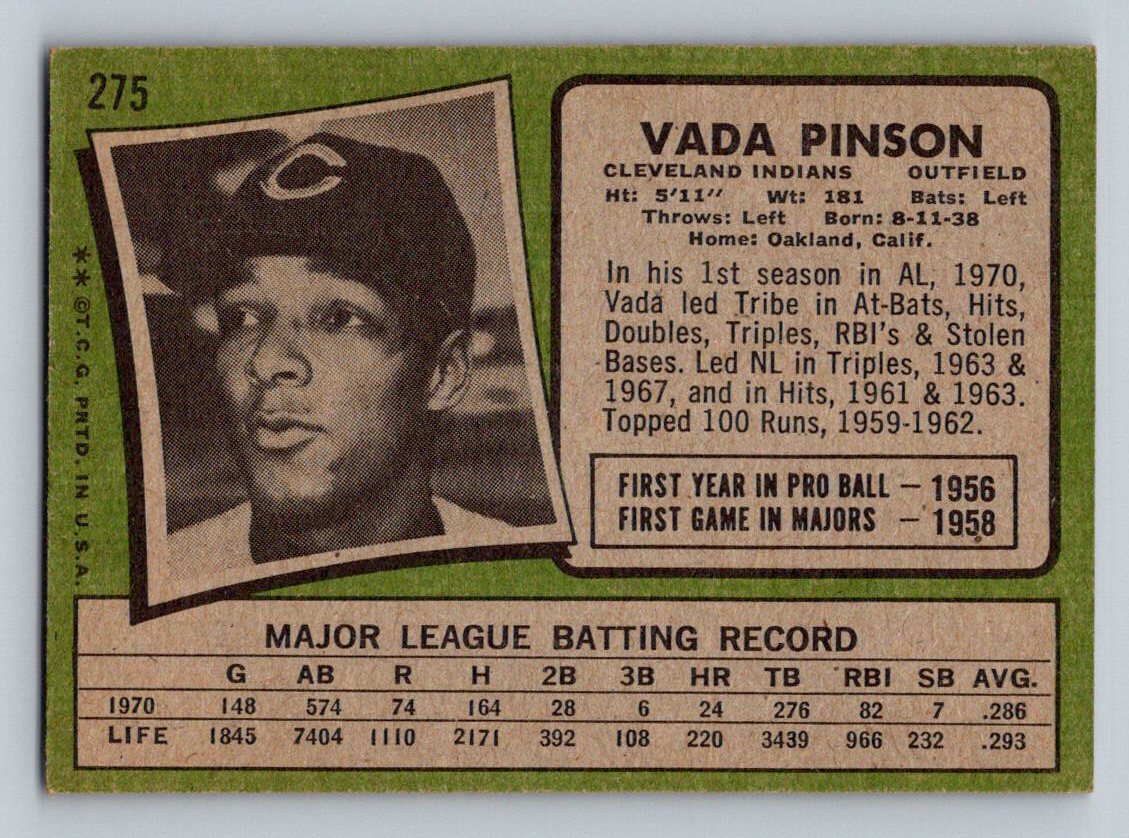 275
C
** ©T.C.G. PRTD. IN U.S.A.
VADA PINSON
CLEVELAND INDIANS OUTFIELD
Ht: 5'11" Wt: 181 Bats: Left
Throws: Left Born: 8-11-38
Home: Oakland, Calif.
In his 1st season in AL, 1970,
Vada led Tribe in At-Bats, Hits,
Doubles, Triples, RBI's & Stolen
Bases. Led NL in Triples, 1963 &
1967, and in Hits, 1961 & 1963.
Topped 100 Runs, 1959-1962.
FIRST YEAR IN PRO BALL — 1956
FIRST GAME IN MAJORS — 1958
MAJOR LEAGUE BATTING RECORD
G AB R H 2B 3B HR TB RBI SB AVG.
1970 148 574 74 164 28 6 24 276 82 7 .286
LIFE 1845 7404 1110 2171 392 108 220 3439 966 232 .293